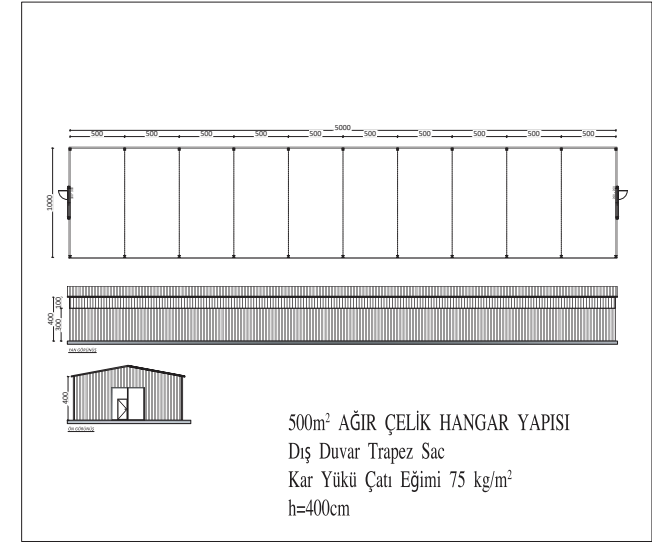 5000
500 500 500 500 500 500 500 500 500 500
1000
400
300 100
YAN GÖRÜNÜŞ
400
ÖN GÖRÜNÜŞ
500m² AĞIR ÇELİK HANGAR YAPISI
Dış Duvar Trapez Sac
Kar Yükü Çatı Eğimi 75 kg/m²
h=400cm